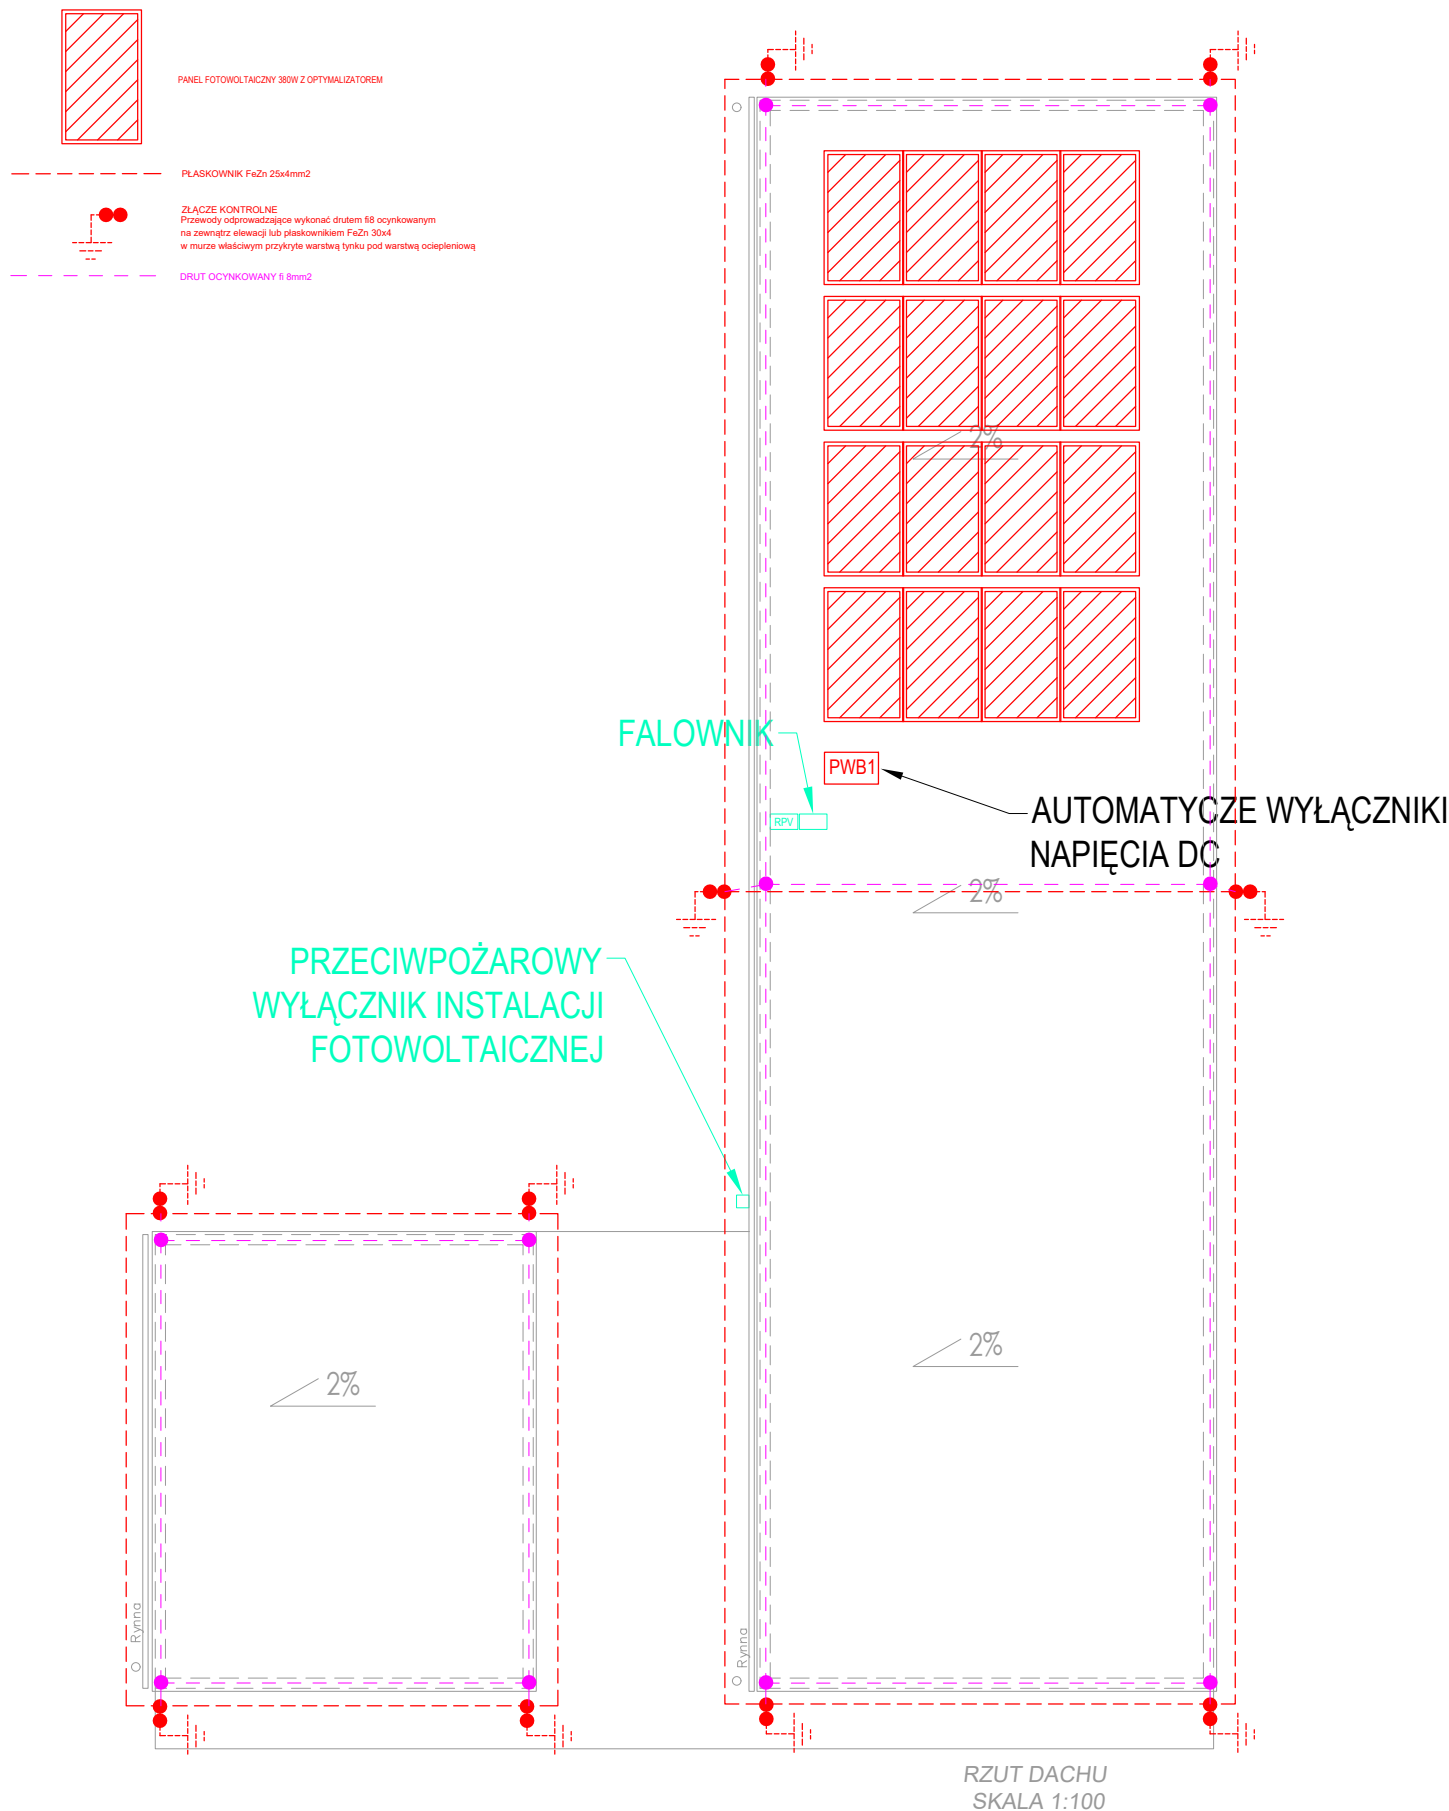 PANEL FOTOWOLTAICZNY 380W Z OPTYMALIZATOREM
PŁASKOWNIK FeZn 25x4mm2
ZŁĄCZE KONTROLNE
Przewody odprowadzające wykonać drutem fi8 ocynkowanym
na zewnątrz elewacji lub płaskownikiem FeZn 30x4
w murze właściwym przykryte warstwą tynku pod warstwą ociepleniową
DRUT OCYNKOWANY fi 8mm2
2%
FALOWNIK
PWB1
RPV
AUTOMATYCZE WYŁĄCZNIKI
NAPIĘCIA DC
2%
PRZECIWPOŻAROWY
WYŁĄCZNIK INSTALACJI
FOTOWOLTAICZNEJ
2%
2%
Rynna
Rynna
RZUT DACHU
SKALA 1:100